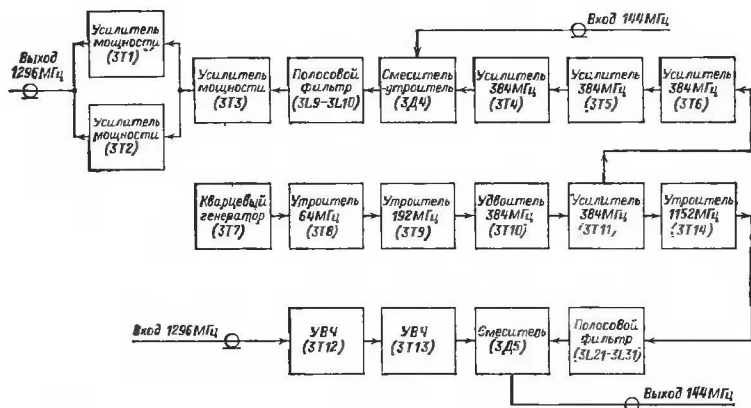 Выход
1296МГц
Усилитель
мощности
(3Т1)
Усилитель
мощности
(3Т2)
Усилитель
мощности
(3Т3)
Полосовой
фильтр
(3L9-3L10)
Смеситель
-утроитель
(3Д4)
Вход 144МГц
Усилитель
384МГц
(3Т4)
Усилитель
384МГц
(3Т5)
Усилитель
384МГц
(3Т6)
Кварцевый
генератор
(3Т7)
Утроитель
64МГц
(3Т8)
Утроитель
192МГц
(3Т9)
Удвоитель
384МГц
(3Т10)
Усилитель
384МГц
(3Т11)
Утроитель
1152МГц
(3Т14)
Вход 1296МГц
УВЧ
(3Т12)
УВЧ
(3Т13)
Смеситель
(3Д5)
Полосовой
фильтр
(3L21-3L31)
Выход 144МГц